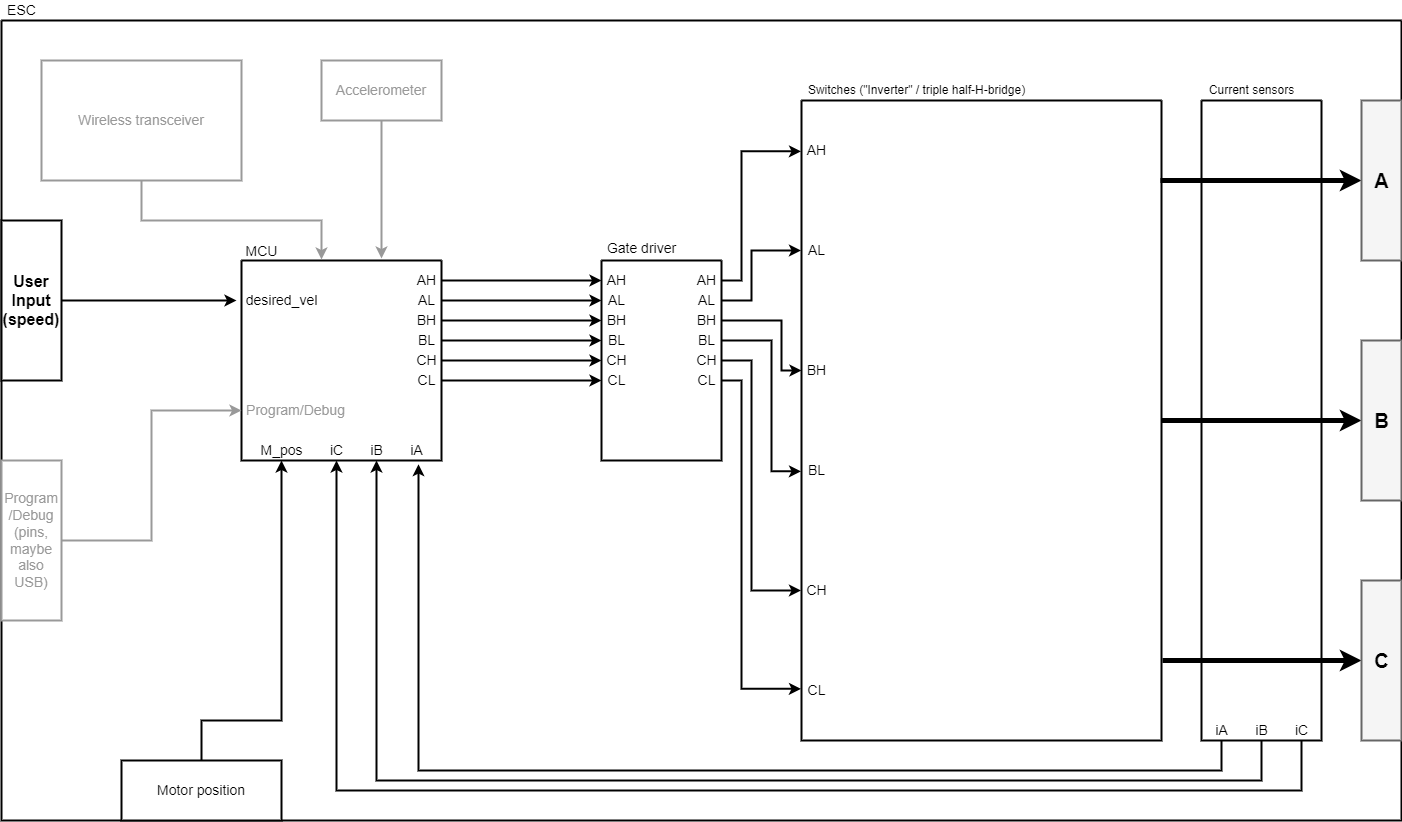 ESC
Wireless transceiver
Accelerometer
Switches ("Inverter" / triple half-H-bridge)
Current sensors
User
Input
(speed)
MCU
desired_vel
Program/Debug
AH
AL
BH
BL
CH
CL
M_pos
iC
iB
iA
Gate driver
AH
AL
BH
BL
CH
CL
AH
AL
BH
BL
CH
CL
AH
AL
BH
BL
CH
CL
A
B
C
Program
/Debug
(pins,
maybe
also
USB)
iA
iB
iC
Motor position